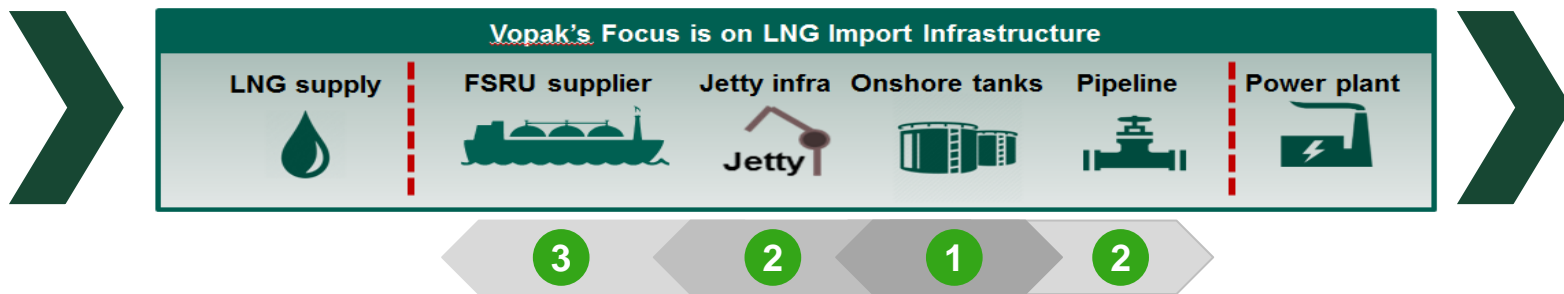 Vopak's Focus is on LNG Import Infrastructure
LNG supply FSRU supplier Jetty infra Onshore tanks Pipeline Power plant
Jetty
3 2 1 2